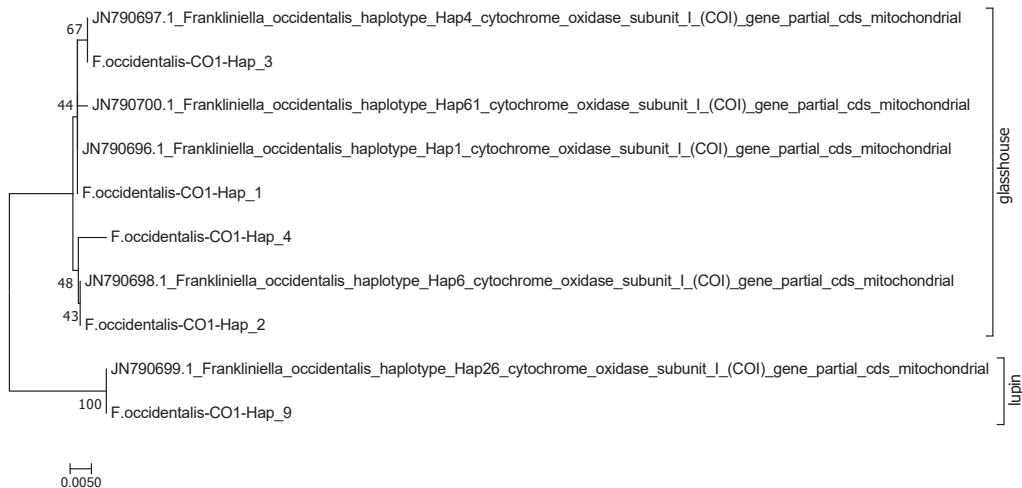 JN790697.1_Frankliniella_occidentalis_haplotype_Hap4_cytochrome_oxidase_subunit_I_(COI)_gene_partial_cds_mitochondrial
67
F.occidentalis-CO1-Hap_3
44
JN790700.1_Frankliniella_occidentalis_haplotype_Hap61_cytochrome_oxidase_subunit_I_(COI)_gene_partial_cds_mitochondrial
JN790696.1_Frankliniella_occidentalis_haplotype_Hap1_cytochrome_oxidase_subunit_I_(COI)_gene_partial_cds_mitochondrial
glasshouse
F.occidentalis-CO1-Hap_1
F.occidentalis-CO1-Hap_4
48
JN790698.1_Frankliniella_occidentalis_haplotype_Hap6_cytochrome_oxidase_subunit_I_(COI)_gene_partial_cds_mitochondrial
43
F.occidentalis-CO1-Hap_2
JN790699.1_Frankliniella_occidentalis_haplotype_Hap26_cytochrome_oxidase_subunit_I_(COI)_gene_partial_cds_mitochondrial
lupin
100
F.occidentalis-CO1-Hap_9
0.0050